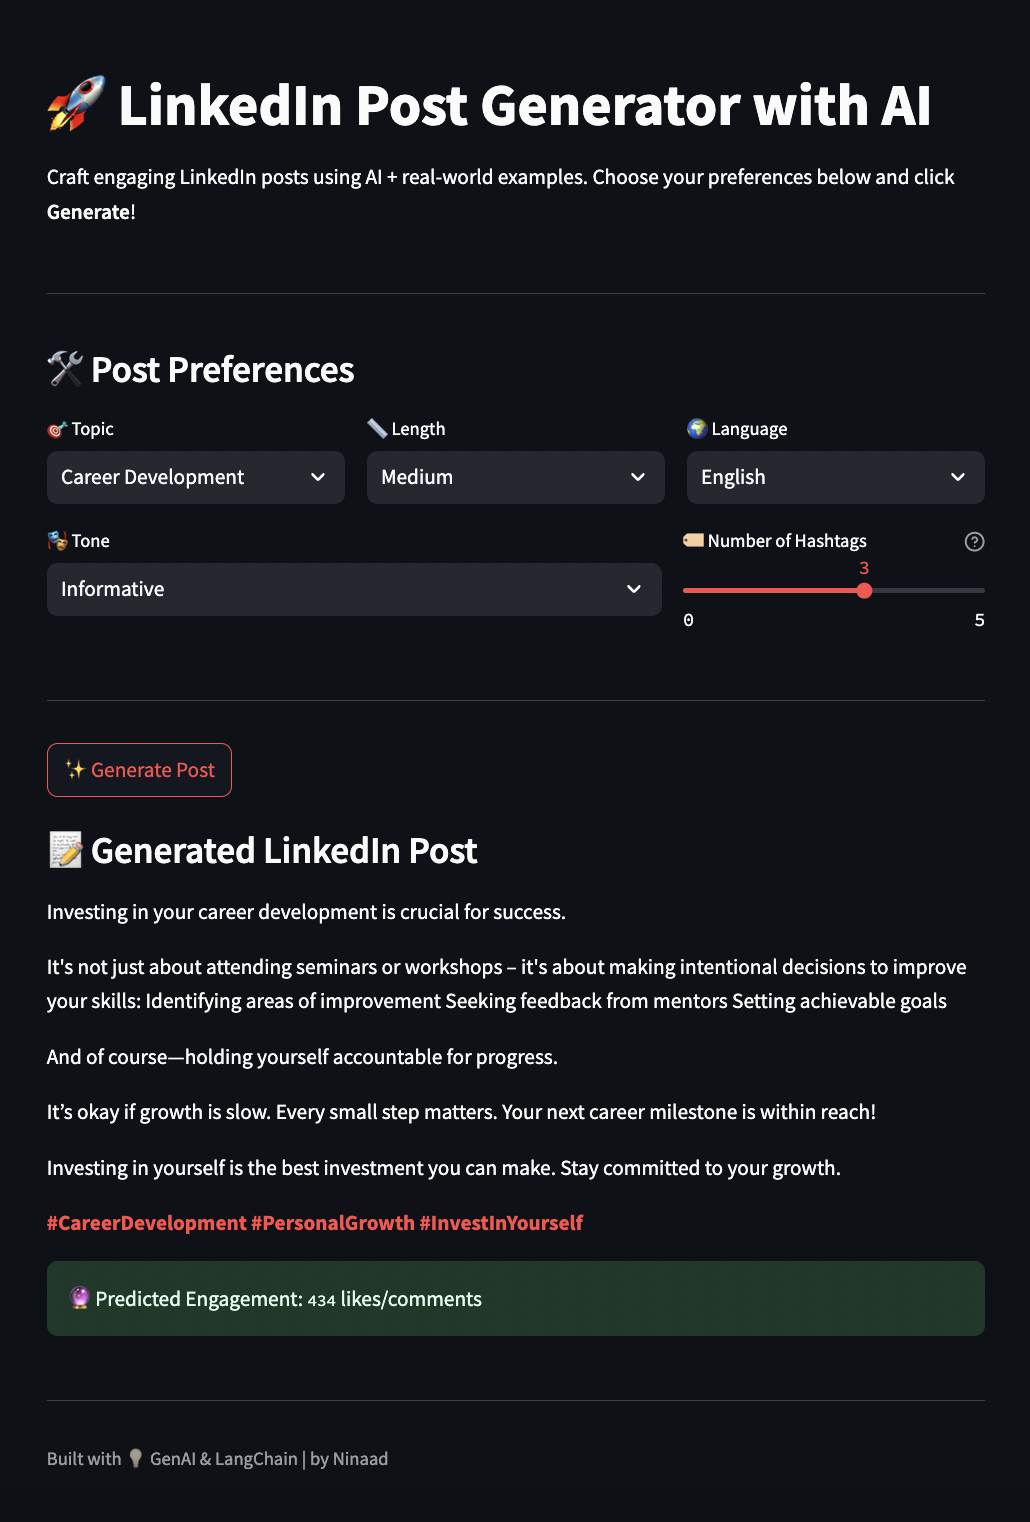 🚀 LinkedIn Post Generator with AI
Craft engaging LinkedIn posts using AI + real-world examples. Choose your preferences below and click
Generate!
🛠️ Post Preferences
🎯 Topic
Career Development
📏 Length
Medium
🌍 Language
English
🎭 Tone
Informative
🏷️ Number of Hashtags
3
0
5
✨ Generate Post
📝 Generated LinkedIn Post
Investing in your career development is crucial for success.
It's not just about attending seminars or workshops – it's about making intentional decisions to improve
your skills: Identifying areas of improvement Seeking feedback from mentors Setting achievable goals
And of course—holding yourself accountable for progress.
It’s okay if growth is slow. Every small step matters. Your next career milestone is within reach!
Investing in yourself is the best investment you can make. Stay committed to your growth.
#CareerDevelopment #PersonalGrowth #InvestInYourself
🔮 Predicted Engagement: 434 likes/comments
Built with 💡 GenAI & LangChain | by Ninaad